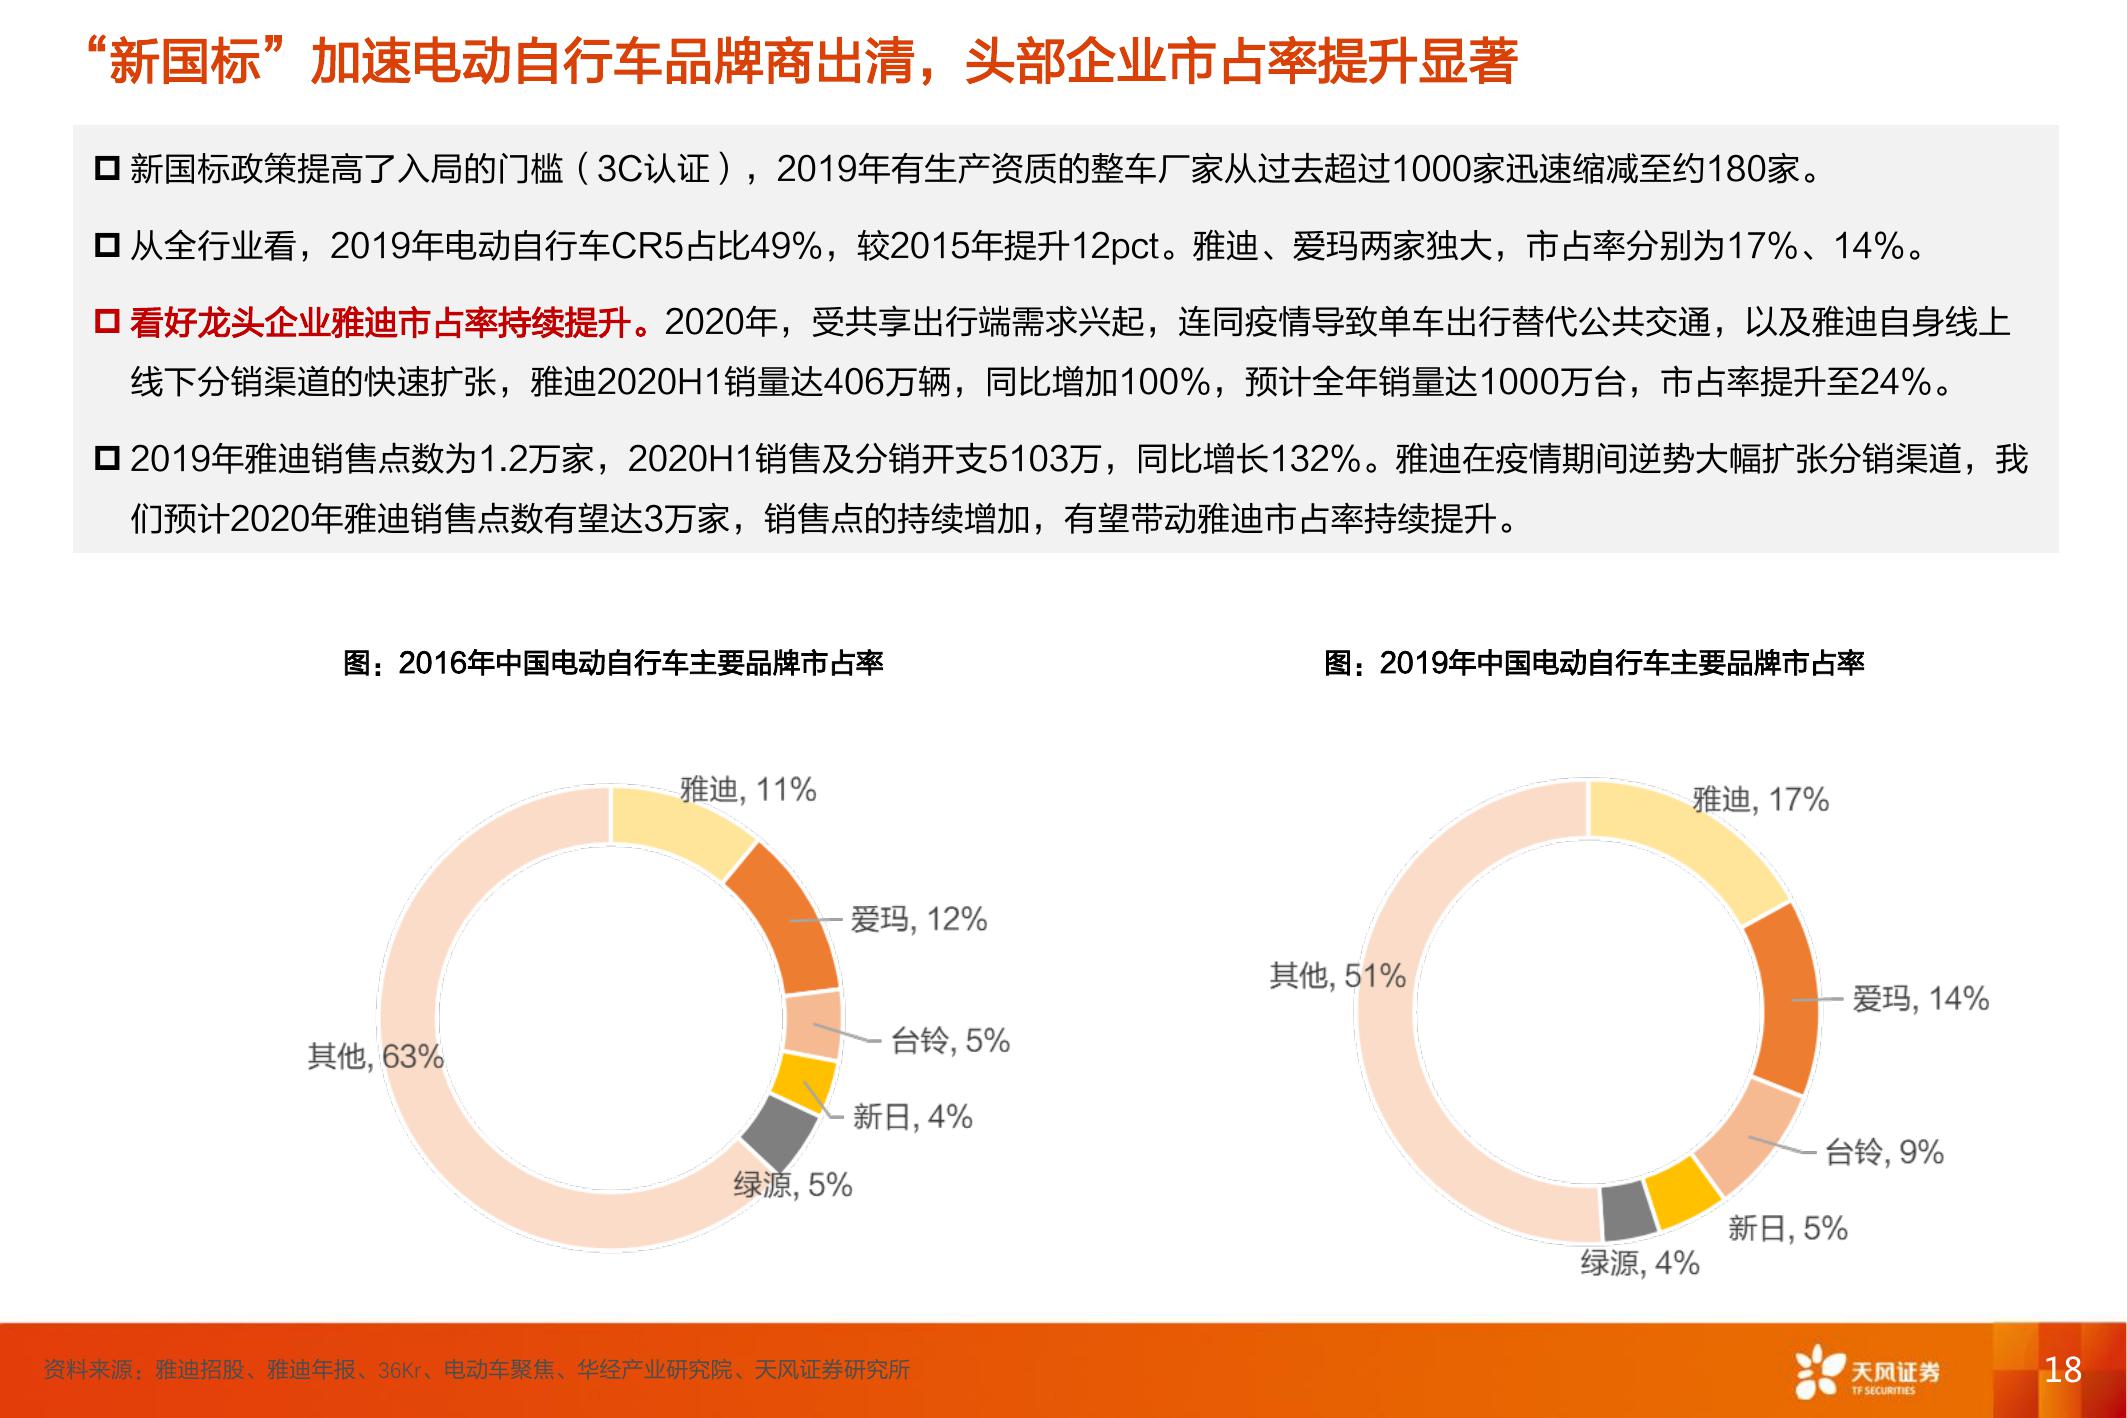 “新国标”加速电动自行车品牌商出清，头部企业市占率提升显著
新国标政策提高了入局的门槛（3C认证），2019年有生产资质的整车厂家从过去超过1000家迅速缩减至约180家。
从全行业看，2019年电动自行车CR5占比49%，较2015年提升12pct。雅迪、爱玛两家独大，市占率分别为17%、14%。
看好龙头企业雅迪市占率持续提升。2020年，受共享出行端需求兴起，连同疫情导致单车出行替代公共交通，以及雅迪自身线上
线下分销渠道的快速扩张，雅迪2020H1销量达406万辆，同比增加100%，预计全年销量达1000万台，市占率提升至24%。
2019年雅迪销售点数为1.2万家，2020H1销售及分销开支5103万，同比增长132%。雅迪在疫情期间逆势大幅扩张分销渠道，我
们预计2020年雅迪销售点数有望达3万家，销售点的持续增加，有望带动雅迪市占率持续提升。
图：2016年中国电动自行车主要品牌市占率
雅迪, 11%
爱玛, 12%
台铃, 5%
新日, 4%
绿源, 5%
其他, 63%
图：2019年中国电动自行车主要品牌市占率
雅迪, 17%
爱玛, 14%
台铃, 9%
新日, 5%
绿源, 4%
其他, 51%
资料来源：雅迪招股、雅迪年报、36Kr、电动车聚焦、华经产业研究院、天风证券研究所
天风证券
TF SECURITIES
18